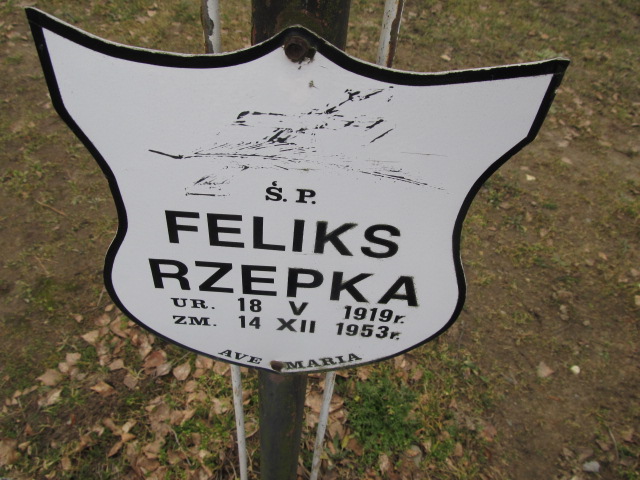 Ś. P.
FELIKS
RZEPKA
UR. 18 V 1919r.
ZM. 14 XII 1953r.
AVE MARIA